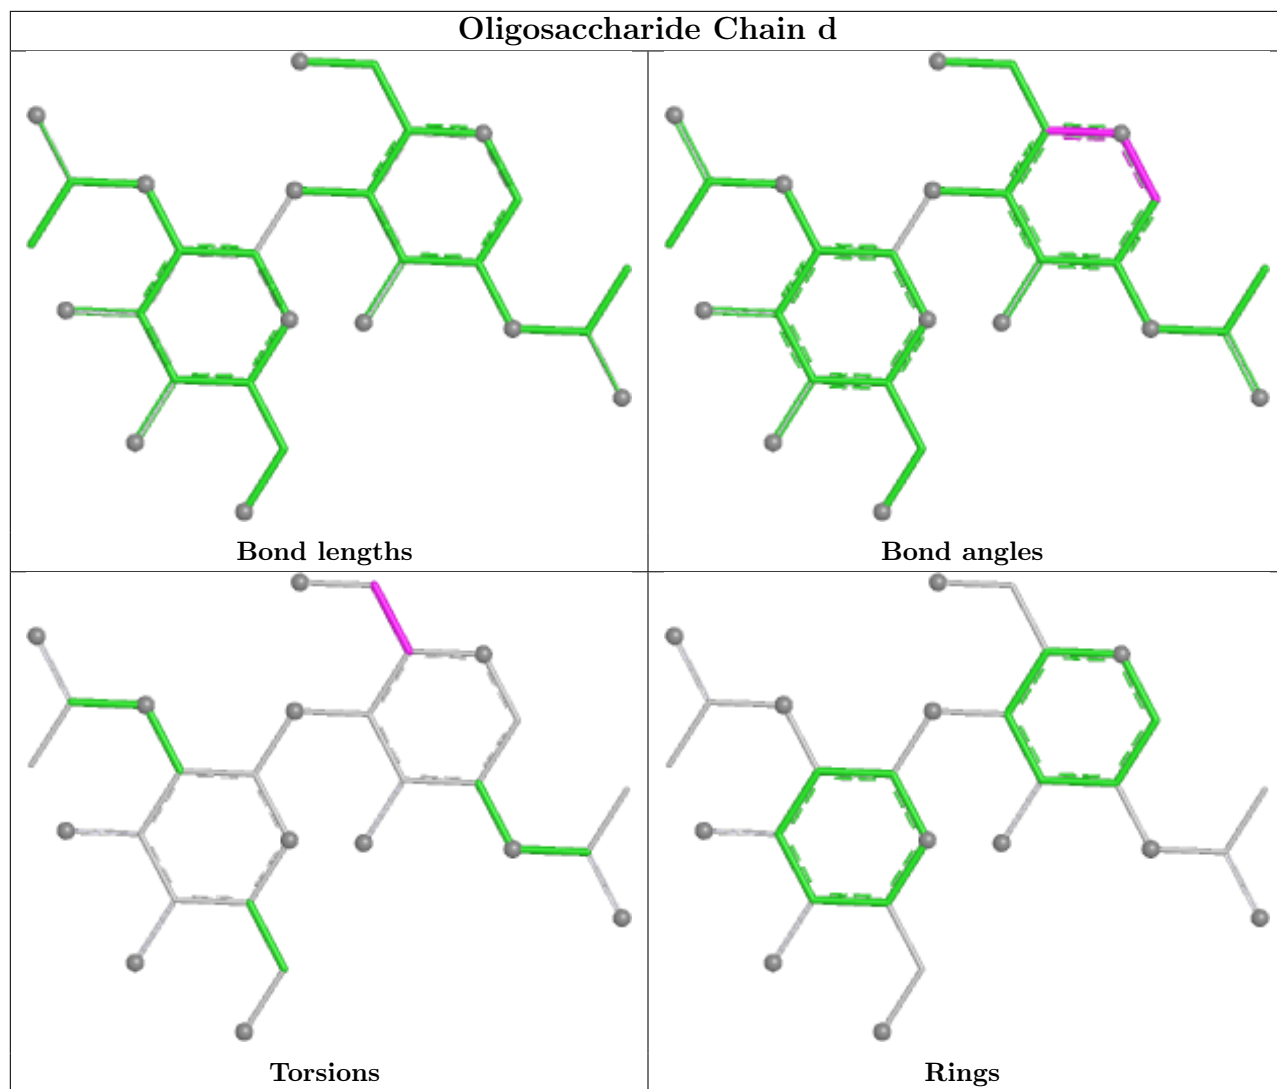 Oligosaccharide Chain d
Bond lengths
Bond angles
Torsions
Rings